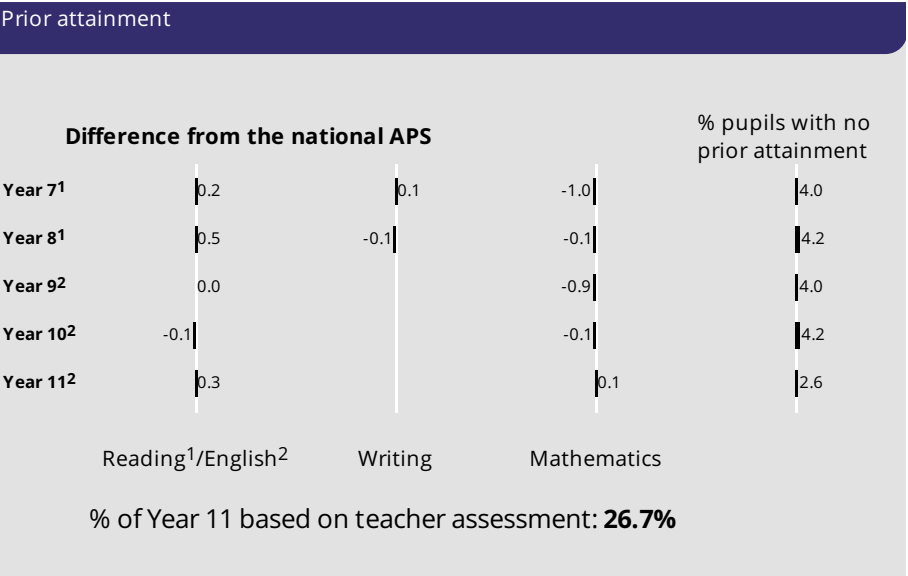 Prior attainment
Difference from the national APS
% pupils with no
prior attainment
Year 7¹ 0.2 0.1 -1.0 4.0
Year 8¹ 0.5 -0.1 -0.1 4.2
Year 9² 0.0 -0.9 4.0
Year 10² -0.1 -0.1 4.2
Year 11² 0.3 0.1 2.6
Reading¹/English² Writing Mathematics
% of Year 11 based on teacher assessment: 26.7%